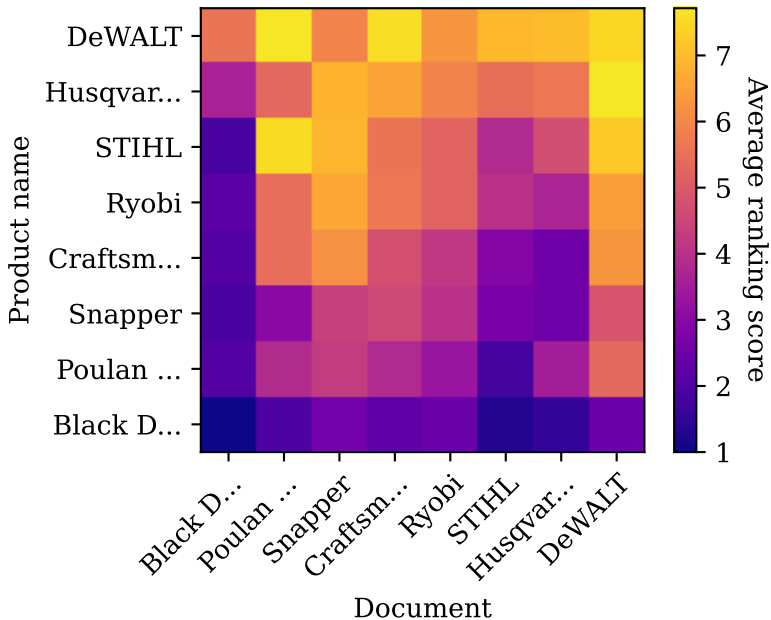 DeWALT
Husqvar...
STIHL
Ryobi
Craftsm...
Snapper
Poulan ...
Black D...
Product name
Black D...
Poulan ...
Snapper
Craftsm...
Ryobi
STIHL
Husqvar...
DeWALT
Document
7
6
5
4
3
2
1
Average ranking score